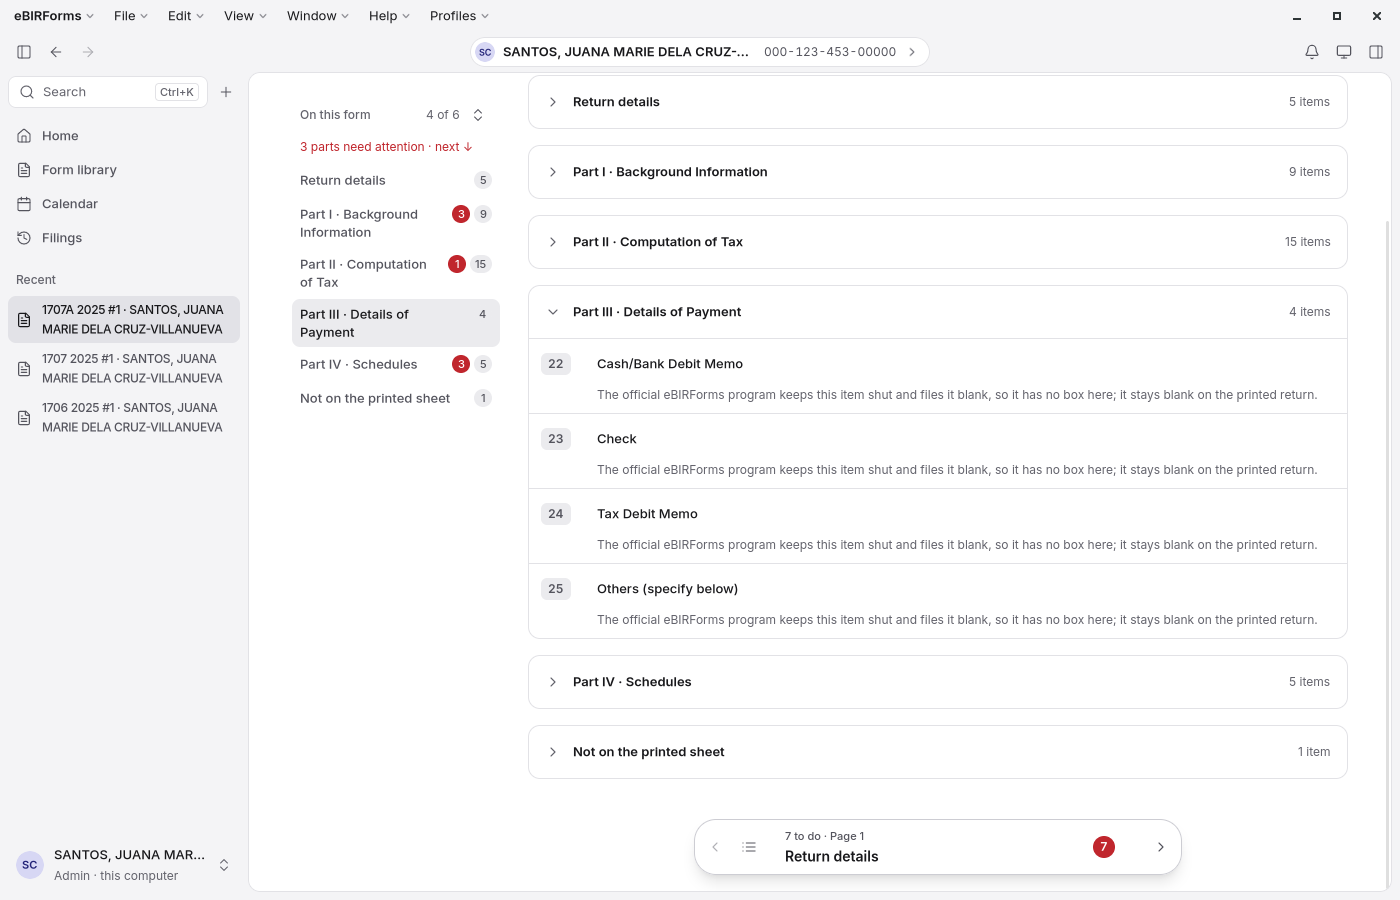 eBIRForms File Edit View Window Help Profiles
SC SANTOS, JUANA MARIE DELA CRUZ-... 000-123-453-00000
Search Ctrl+K
Home
Form library
Calendar
Filings
Recent
1707A 2025 #1 · SANTOS, JUANA
MARIE DELA CRUZ-VILLANUEVA
1707 2025 #1 · SANTOS, JUANA
MARIE DELA CRUZ-VILLANUEVA
1706 2025 #1 · SANTOS, JUANA
MARIE DELA CRUZ-VILLANUEVA
SC SANTOS, JUANA MAR...
Admin · this computer
On this form 4 of 6
3 parts need attention · next ↓
Return details 5
Part I · Background
Information 3 9
Part II · Computation
of Tax 1 15
Part III · Details of
Payment 4
Part IV · Schedules 3 5
Not on the printed sheet 1
Return details 5 items
Part I · Background Information 9 items
Part II · Computation of Tax 15 items
Part III · Details of Payment 4 items
22 Cash/Bank Debit Memo
The official eBIRForms program keeps this item shut and files it blank, so it has no box here; it stays blank on the printed return.
23 Check
The official eBIRForms program keeps this item shut and files it blank, so it has no box here; it stays blank on the printed return.
24 Tax Debit Memo
The official eBIRForms program keeps this item shut and files it blank, so it has no box here; it stays blank on the printed return.
25 Others (specify below)
The official eBIRForms program keeps this item shut and files it blank, so it has no box here; it stays blank on the printed return.
Part IV · Schedules 5 items
Not on the printed sheet 1 item
7 to do · Page 1
Return details 7